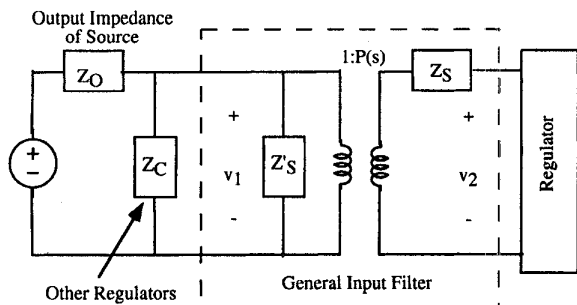 Output Impedance
of Source
Z_O
1:P(s)
Z_S
+
+
+
−
Z_C
v_1
Z'_S
v_2
Regulator
-
-
Other Regulators
General Input Filter